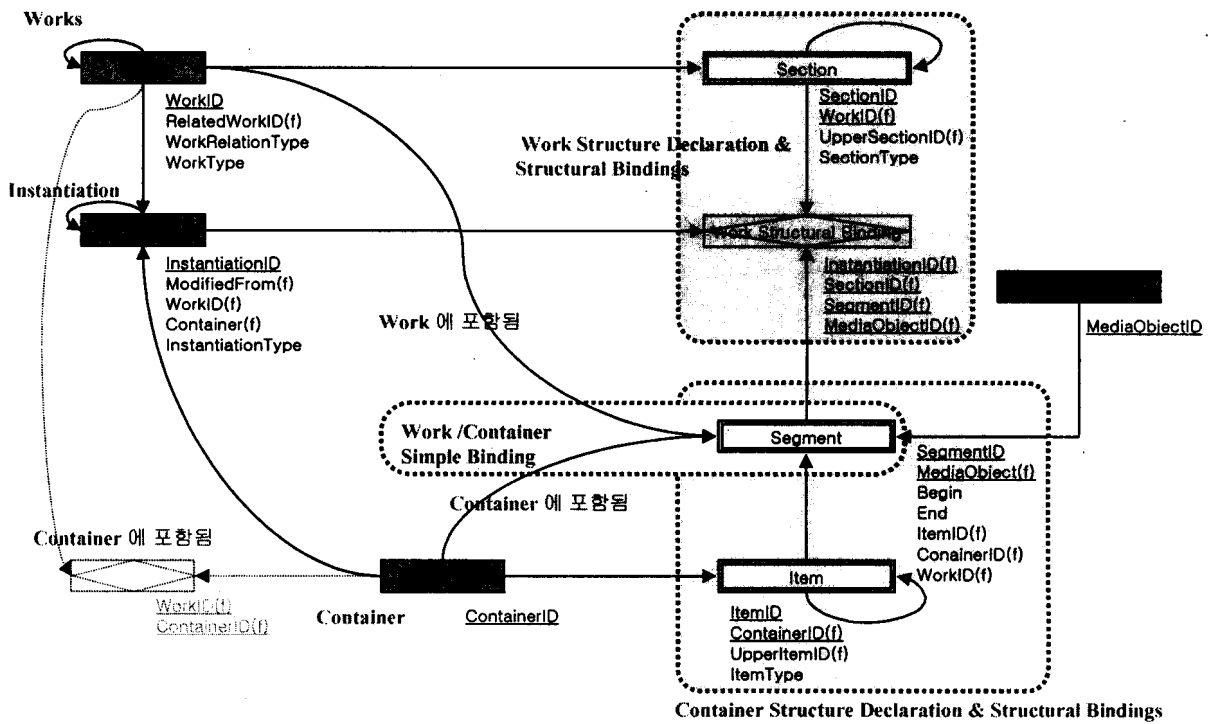 Works
WorkID
RelatedWorkID(f)
WorkRelationType
WorkType
Section
SectionID
WorkID(f)
UpperSectionID(f)
SectionType
Work Structure Declaration &
Structural Bindings
Instantiation
InstantiationID
ModifiedFrom(f)
WorkID(f)
Container(f)
InstantiationType
Work Structural Binding
InstantiationID(f)
SectionID(f)
SegmentID(f)
MediaObjectID(f)
MediaObjectID
Work 에 포함됨
Work /Container
Simple Binding
Segment
SegmentID
MediaObject(f)
Begin
End
ItemID(f)
ConainerID(f)
WorkID(f)
Container 에 포함됨
Container 에 포함됨
WorkID(f)
ContainerID(f)
Container
ContainerID
Item
ItemID
ContainerID(f)
UpperItemID(f)
ItemType
Container Structure Declaration & Structural Bindings